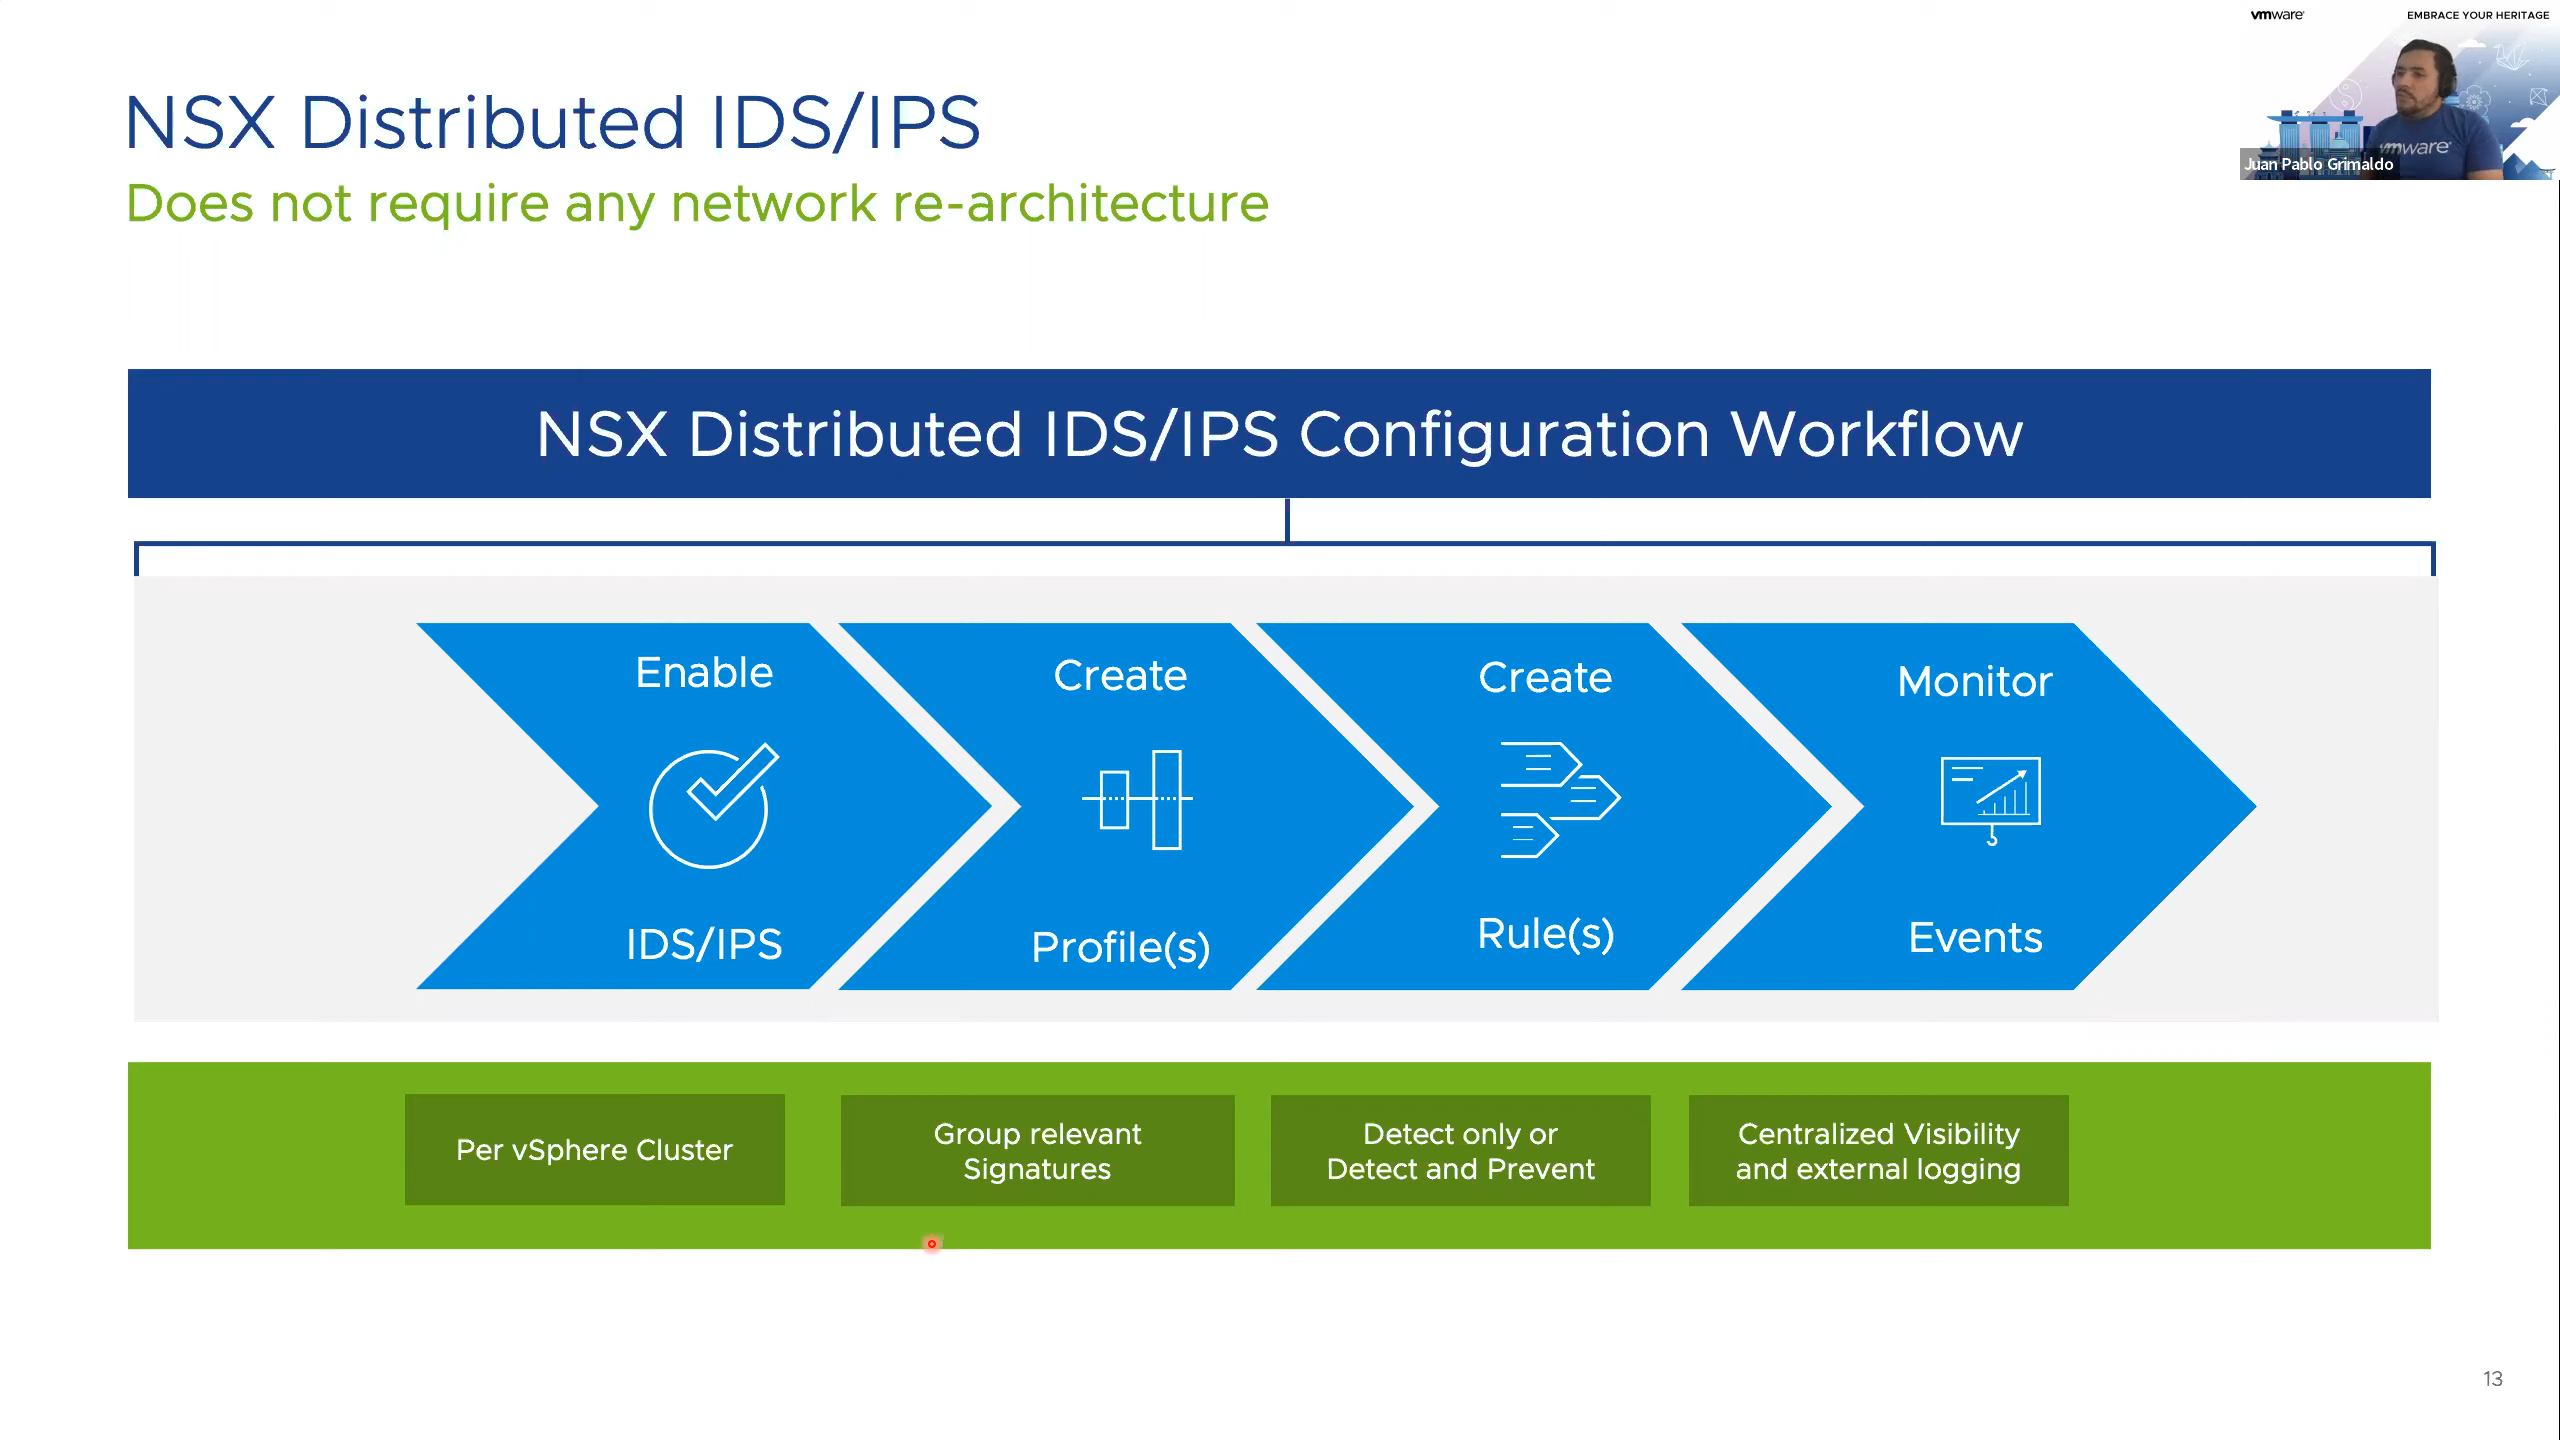 vmware
EMBRACE YOUR HERITAGE
vmware
Juan Pablo Grimaldo
NSX Distributed IDS/IPS
Does not require any network re-architecture
NSX Distributed IDS/IPS Configuration Workflow
Enable
IDS/IPS
Create
Profile(s)
Create
Rule(s)
Monitor
Events
Per vSphere Cluster
Group relevant
Signatures
Detect only or
Detect and Prevent
Centralized Visibility
and external logging
13